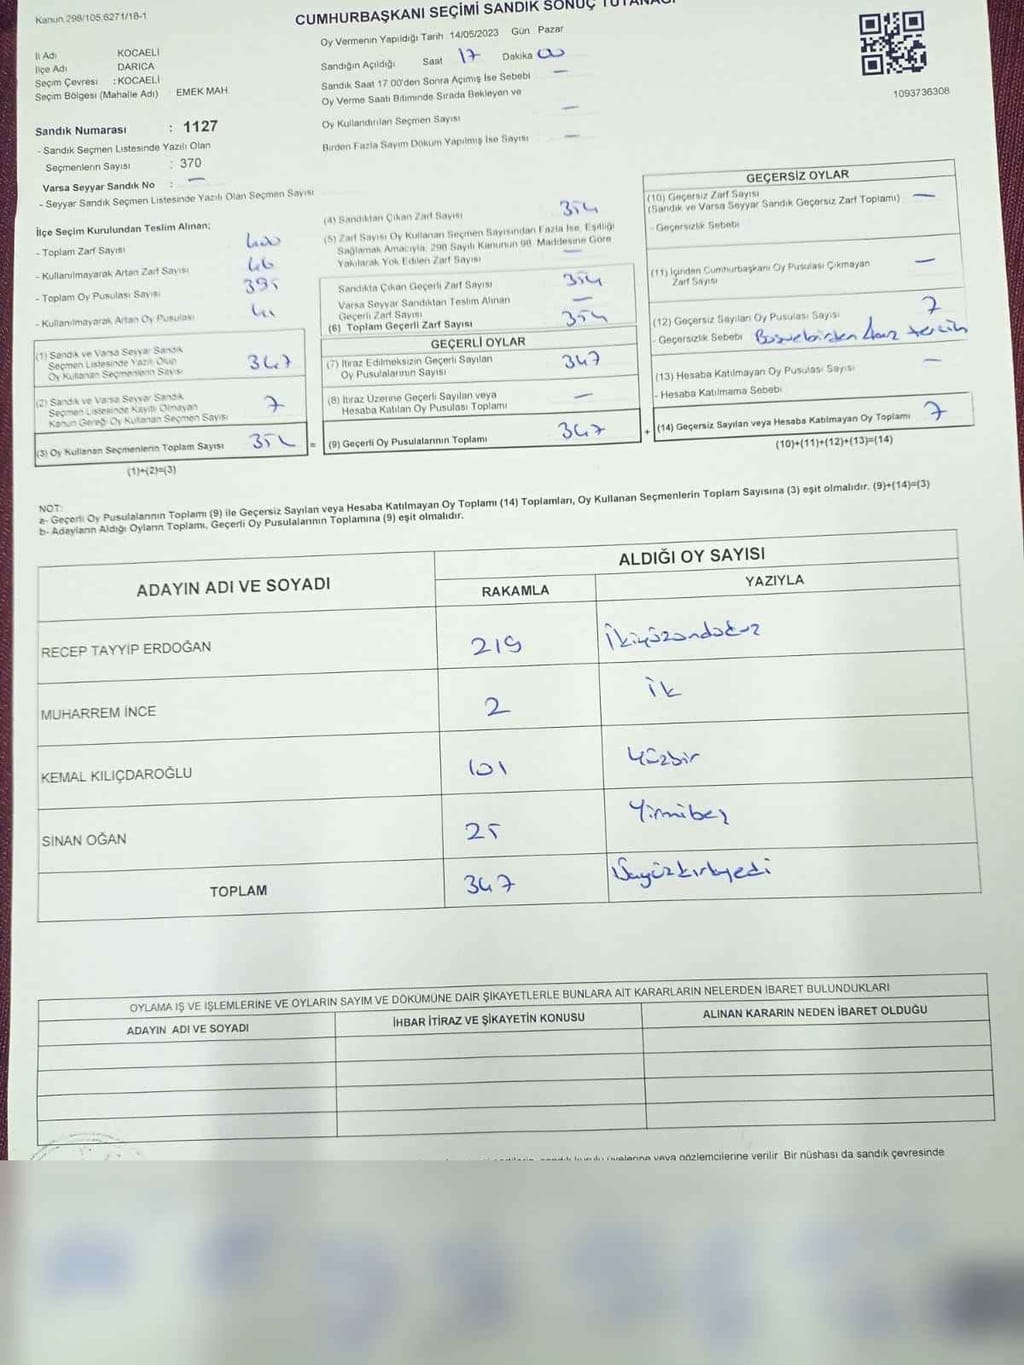 Kanun 298/105.6271/18-1
CUMHURBAŞKANI SEÇİMİ SANDIK SONUÇ TUTANAĞI
Oy Vermenin Yapıldığı Tarih 14/05/2023 Gün Pazar
Sandığın Açıldığı Saat 17 Dakika 00
Sandık Saat 17 00'den Sonra Açımış İse Sebebi —
Oy Verme Saati Bitiminde Sırada Bekleyen ve
Oy Kullandırılan Seçmen Sayısı —
Birden Fazla Sayım Döküm Yapılmış İse Sayısı —
1093736308
İl Adı KOCAELİ
İlçe Adı DARICA
Seçim Çevresi : KOCAELİ
Seçim Bölgesi (Mahalle Adı) EMEK MAH.
Sandık Numarası : 1127
- Sandık Seçmen Listesinde Yazılı Olan
Seçmenlerin Sayısı : 370
Varsa Seyyar Sandık No : —
- Seyyar Sandık Seçmen Listesinde Yazılı Olan Seçmen Sayısı
İlçe Seçim Kurulundan Teslim Alınan;
- Toplam Zarf Sayısı 400
- Kullanılmayarak Artan Zarf Sayısı 46
- Toplam Oy Pusulası Sayısı 395
- Kullanılmayarak Artan Oy Pusulası 41
(1) Sandık ve Varsa Seyyar Sandık
Seçmen Listesinde Yazılı Olup
Oy Kullanan Seçmenlerin Sayısı 347
(2) Sandık ve Varsa Seyyar Sandık
Seçmen Listesinde Kayıtlı Olmayan
Kanun Gereği Oy Kullanan Seçmen Sayısı 7
(3) Oy Kullanan Seçmenlerin Toplam Sayısı 354 =
(1)+(2)=(3)
(4) Sandıktan Çıkan Zarf Sayısı 354
(5) Zarf Sayısı Oy Kullanan Seçmen Sayısından Fazla İse, Eşitliği
Sağlamak Amacıyla, 298 Sayılı Kanunun 98. Maddesine Göre
Yakılarak Yok Edilen Zarf Sayısı —
Sandıkta Çıkan Geçerli Zarf Sayısı 354
Varsa Seyyar Sandıktan Teslim Alınan
Geçerli Zarf Sayısı —
(6) Toplam Geçerli Zarf Sayısı 354
GEÇERLİ OYLAR
(7) İtiraz Edilmeksizin Geçerli Sayılan
Oy Pusulalarının Sayısı 347
(8) İtiraz Üzerine Geçerli Sayılan veya
Hesaba Katılan Oy Pusulası Toplamı —
(9) Geçerli Oy Pusulalarının Toplamı 347 +
GEÇERSİZ OYLAR
(10) Geçersiz Zarf Sayısı
(Sandık ve Varsa Seyyar Sandık Geçersiz Zarf Toplamı) —
- Geçersizlik Sebebi
(11) İçinden Cumhurbaşkanı Oy Pusulası Çıkmayan
Zarf Sayısı —
(12) Geçersiz Sayılan Oy Pusulası Sayısı 7
- Geçersizlik Sebebi tercih
(13) Hesaba Katılmayan Oy Pusulası Sayısı —
- Hesaba Katılmama Sebebi
(14) Geçersiz Sayılan veya Hesaba Katılmayan Oy Toplamı 7
(10)+(11)+(12)+(13)=(14)
NOT:
a- Geçerli Oy Pusulalarının Toplamı (9) ile Geçersiz Sayılan veya Hesaba Katılmayan Oy Toplamı (14) Toplamları, Oy Kullanan Seçmenlerin Toplam Sayısına (3) eşit olmalıdır. (9)+(14)=(3)
b- Adayların Aldığı Oyların Toplamı, Geçerli Oy Pusulalarının Toplamına (9) eşit olmalıdır.
ADAYIN ADI VE SOYADI
ALDIĞI OY SAYISI
RAKAMLA YAZIYLA
RECEP TAYYİP ERDOĞAN 219 İkiyüzondokuz
MUHARREM İNCE 2 İk
KEMAL KILIÇDAROĞLU 101 Yüzbir
SİNAN OĞAN 25 Yirmibeş
TOPLAM 347 Üçyüzkırkyedi
OYLAMA İŞ VE İŞLEMLERİNE VE OYLARIN SAYIM VE DÖKÜMÜNE DAİR ŞİKAYETLERLE BUNLARA AİT KARARLARIN NELERDEN İBARET BULUNDUKLARI
ADAYIN ADI VE SOYADI İHBAR İTİRAZ VE ŞİKAYETİN KONUSU ALINAN KARARIN NEDEN İBARET OLDUĞU
sandık kurulu üyelerine veya gözlemcilerine verilir Bir nüshası da sandık çevresinde